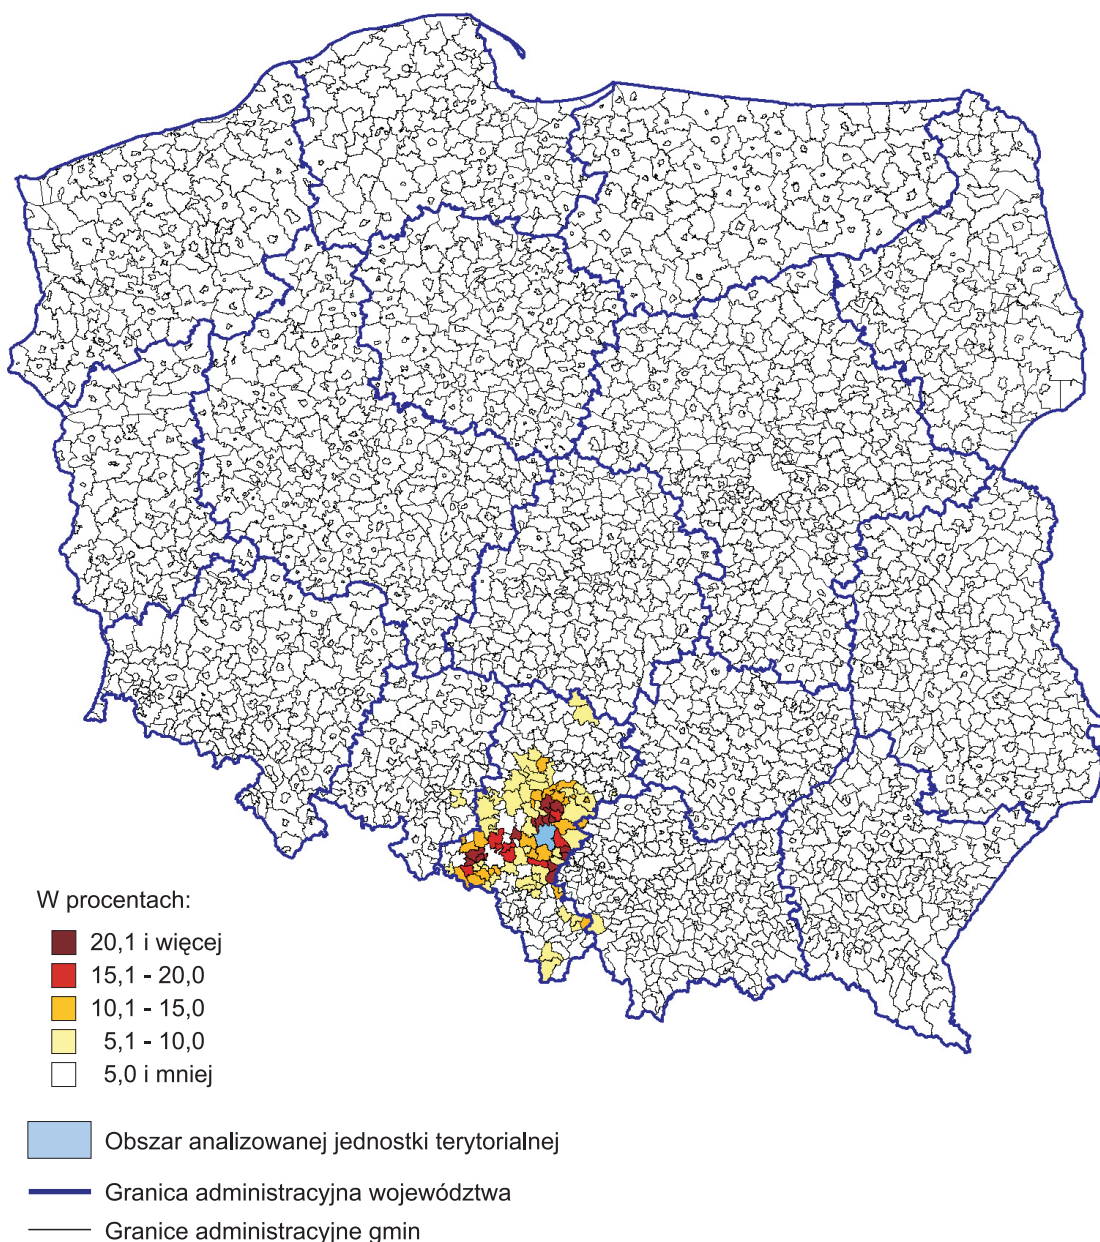 W procentach:
20,1 i więcej
15,1 - 20,0
10,1 - 15,0
5,1 - 10,0
5,0 i mniej
Obszar analizowanej jednostki terytorialnej
Granica administracyjna województwa
Granice administracyjne gmin